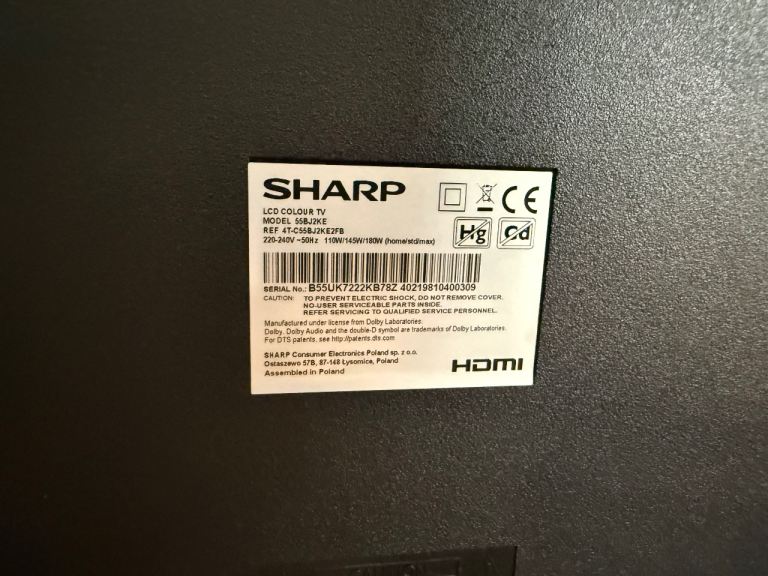 SHARP
CE
LCD COLOUR TV
MODEL 55BJ2KE
REF 4T-C55BJ2KE2FB
Hg Cd
220-240V ~50Hz 110W/145W/180W (home/std/max)
SERIAL No.: B55UK7222KB78Z 40219810400309
CAUTION: TO PREVENT ELECTRIC SHOCK, DO NOT REMOVE COVER.
NO-USER SERVICEABLE PARTS INSIDE.
REFER SERVICING TO QUALIFIED SERVICE PERSONNEL.
Manufactured under license from Dolby Laboratories.
Dolby, Dolby Audio and the double-D symbol are trademarks of Dolby Laboratories.
For DTS patents, see http://patents.dts.com
SHARP Consumer Electronics Poland sp. z o.o.
Ostaszewo 57B, 87-148 Łysomice, Poland
Assembled in Poland
HDMI